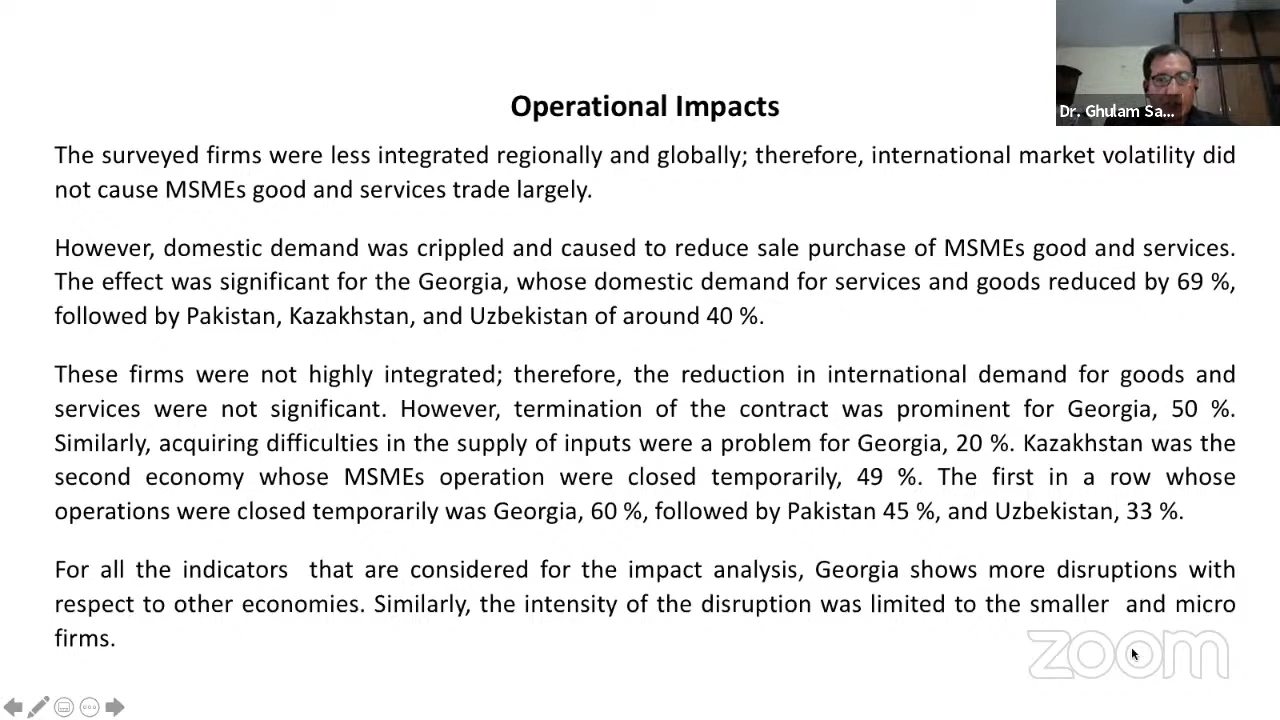 Dr. Ghulam Sa...
Operational Impacts
The surveyed firms were less integrated regionally and globally; therefore, international market volatility did
not cause MSMEs good and services trade largely.
However, domestic demand was crippled and caused to reduce sale purchase of MSMEs good and services.
The effect was significant for the Georgia, whose domestic demand for services and goods reduced by 69 %,
followed by Pakistan, Kazakhstan, and Uzbekistan of around 40 %.
These firms were not highly integrated; therefore, the reduction in international demand for goods and
services were not significant. However, termination of the contract was prominent for Georgia, 50 %.
Similarly, acquiring difficulties in the supply of inputs were a problem for Georgia, 20 %. Kazakhstan was the
second economy whose MSMEs operation were closed temporarily, 49 %. The first in a row whose
operations were closed temporarily was Georgia, 60 %, followed by Pakistan 45 %, and Uzbekistan, 33 %.
For all the indicators that are considered for the impact analysis, Georgia shows more disruptions with
respect to other economies. Similarly, the intensity of the disruption was limited to the smaller and micro
firms.
zoom